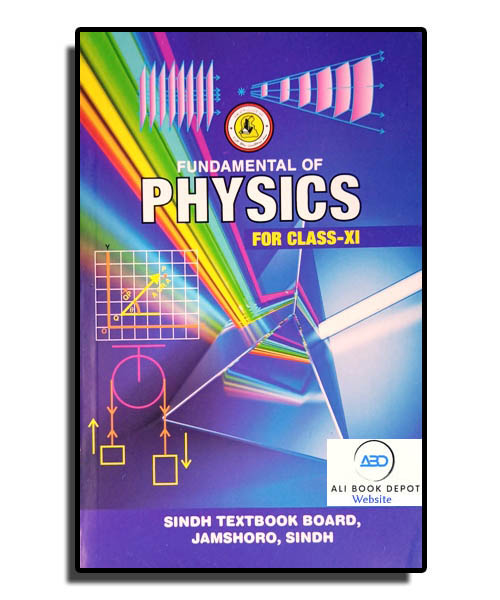 FUNDAMENTAL OF
PHYSICS
FOR CLASS-XI
Y
ABD
ALI BOOK DEPOT
Website
SINDH TEXTBOOK BOARD,
JAMSHORO, SINDH